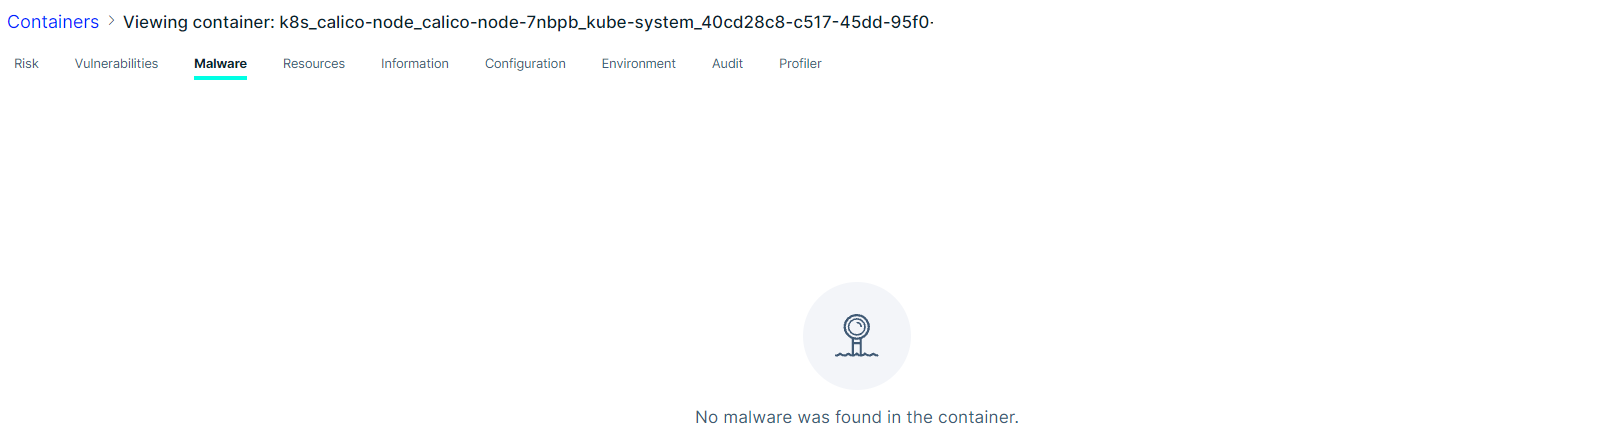 Containers > Viewing container: k8s_calico-node_calico-node-7nbpb_kube-system_40cd28c8-c517-45dd-95f0-
Risk Vulnerabilities Malware Resources Information Configuration Environment Audit Profiler
No malware was found in the container.